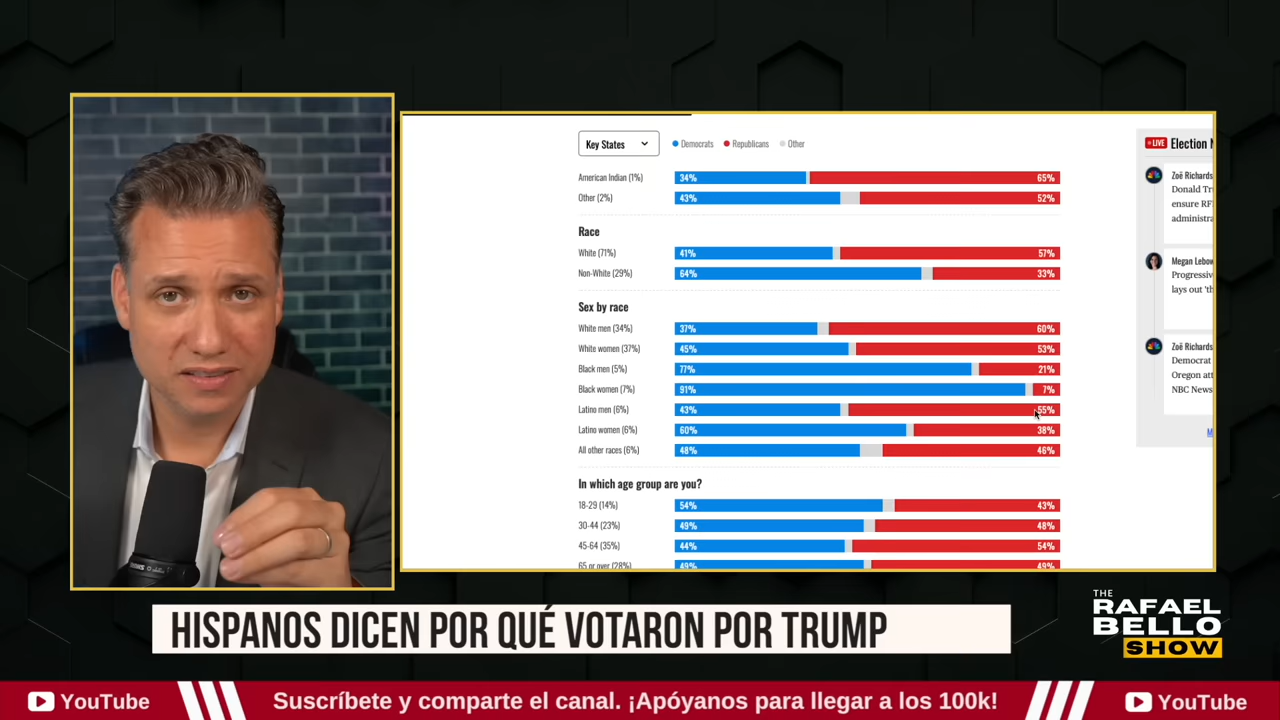 Key States
Democrats
Republicans
Other
American Indian (1%) 34% 65%
Other (2%) 43% 52%
Race
White (71%) 41% 57%
Non-White (29%) 64% 33%
Sex by race
White men (34%) 37% 60%
White women (37%) 45% 53%
Black men (5%) 77% 21%
Black women (7%) 91% 7%
Latino men (6%) 43% 55%
Latino women (6%) 60% 38%
All other races (6%) 48% 46%
In which age group are you?
18-29 (14%) 54% 43%
30-44 (23%) 49% 48%
45-64 (35%) 44% 54%
65 or over (28%) 49% 49%
LIVE Election N
Zoë Richards
Donald Tr
ensure RF
administra
Megan Lebow
Progressiv
lays out 'th
Zoë Richards
Democrat
Oregon att
NBC News
M
HISPANOS DICEN POR QUÉ VOTARON POR TRUMP
THE
RAFAEL
BELLO
SHOW
YouTube
Suscríbete y comparte el canal. ¡Apóyanos para llegar a los 100k!
YouTube